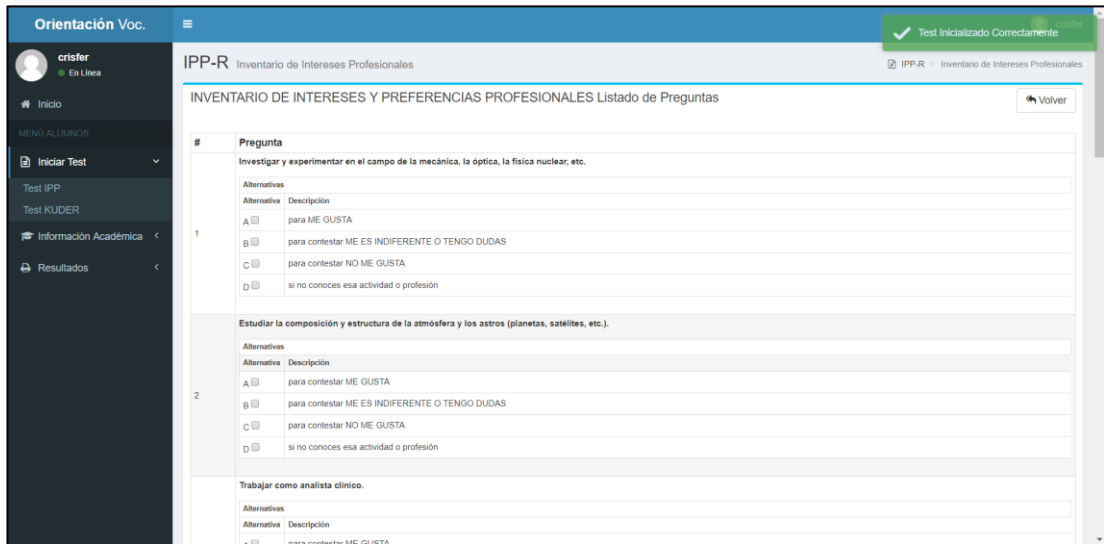 Orientación Voc.
crisfer
Test Inicializado Correctamente
crisfer
En Línea
IPP-R Inventario de Intereses Profesionales
IPP-R > Inventario de Intereses Profesionales
Inicio
MENÚ ALUMNOS
Iniciar Test
Test IPP
Test KUDER
Información Académica
Resultados
INVENTARIO DE INTERESES Y PREFERENCIAS PROFESIONALES Listado de Preguntas
Volver
# Pregunta
1
Investigar y experimentar en el campo de la mecánica, la óptica, la física nuclear, etc.
Alternativas
Alternativa Descripción
A para ME GUSTA
B para contestar ME ES INDIFERENTE O TENGO DUDAS
C para contestar NO ME GUSTA
D si no conoces esa actividad o profesión
2
Estudiar la composición y estructura de la atmósfera y los astros (planetas, satélites, etc.).
Alternativas
Alternativa Descripción
A para contestar ME GUSTA
B para contestar ME ES INDIFERENTE O TENGO DUDAS
C para contestar NO ME GUSTA
D si no conoces esa actividad o profesión
Trabajar como analista clínico.
Alternativas
Alternativa Descripción
A para contestar ME GUSTA